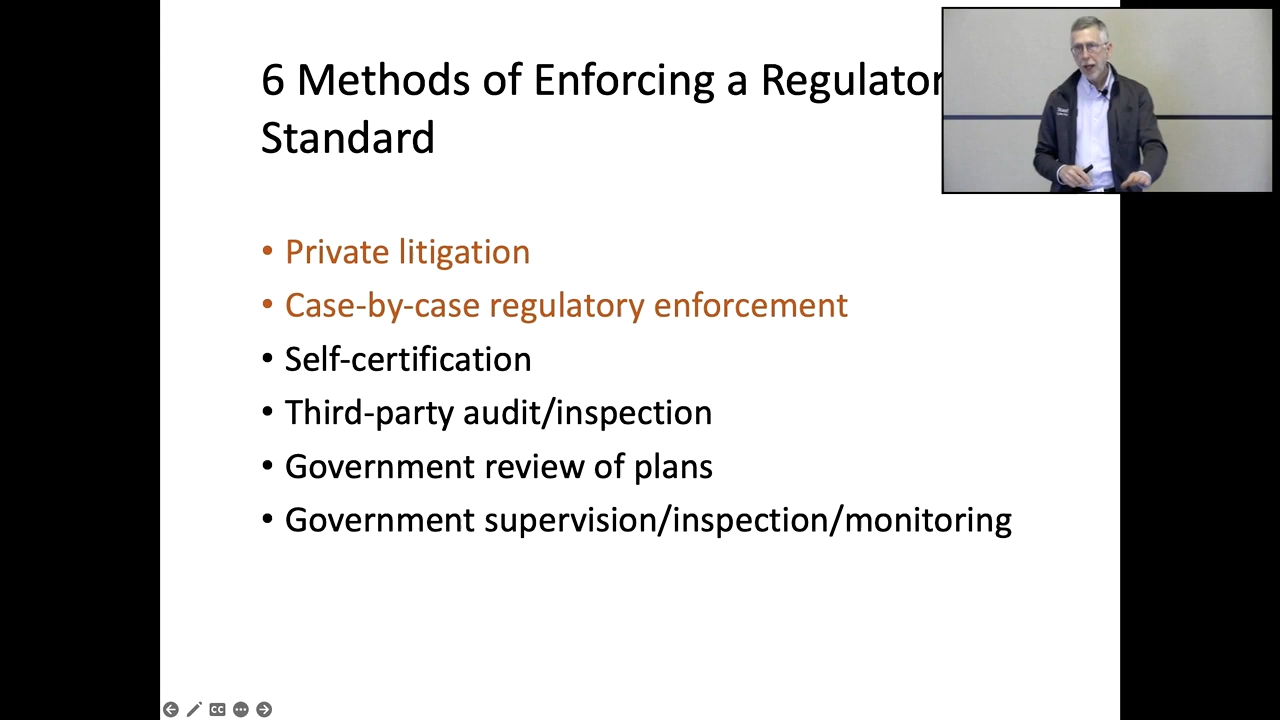 6 Methods of Enforcing a Regulator
Standard
• Private litigation
• Case-by-case regulatory enforcement
• Self-certification
• Third-party audit/inspection
• Government review of plans
• Government supervision/inspection/monitoring
CC